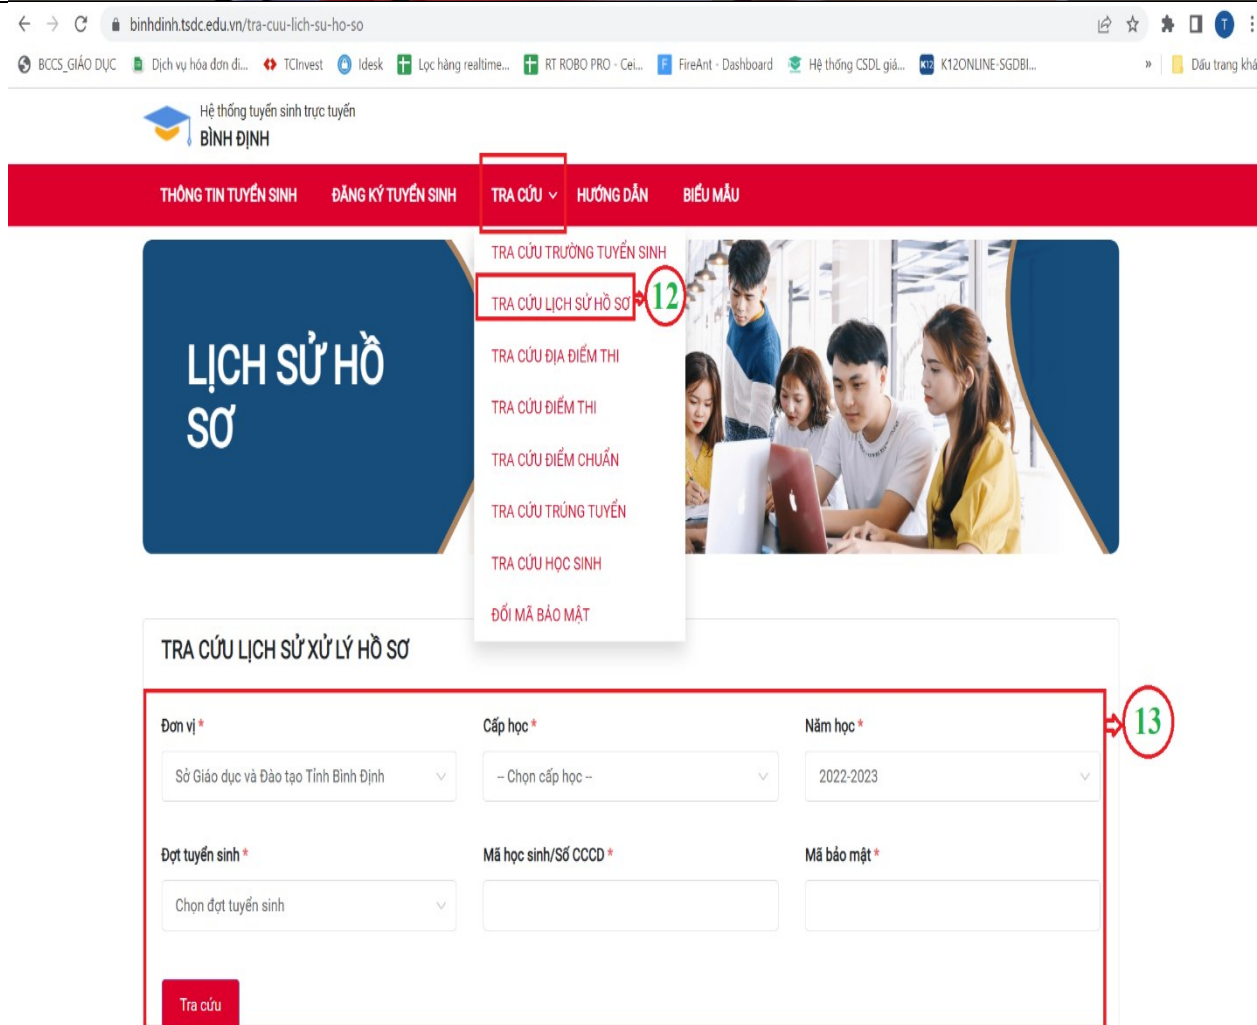 binhdinh.tsdc.edu.vn/tra-cuu-lich-su-ho-so
T
BCCS_GIÁO DỤC Dịch vụ hóa đơn đi... TCInvest Idesk Lọc hàng realtime... RT ROBO PRO - Cei... F FireAnt - Dashboard Hệ thống CSDL giá... K12 K12ONLINE-SGDBI... » Dấu trang khá
Hệ thống tuyển sinh trực tuyến
BÌNH ĐỊNH
THÔNG TIN TUYỂN SINH ĐĂNG KÝ TUYỂN SINH TRA CỨU HƯỚNG DẪN BIỂU MẪU
TRA CỨU TRƯỜNG TUYỂN SINH
TRA CỨU LỊCH SỬ HỒ SƠ
12
TRA CỨU ĐỊA ĐIỂM THI
TRA CỨU ĐIỂM THI
TRA CỨU ĐIỂM CHUẨN
TRA CỨU TRÚNG TUYỂN
TRA CỨU HỌC SINH
ĐỔI MÃ BẢO MẬT
LỊCH SỬ HỒ
SƠ
TRA CỨU LỊCH SỬ XỬ LÝ HỒ SƠ
Đơn vị * Cấp học * Năm học *
13
Sở Giáo dục và Đào tạo Tỉnh Bình Định -- Chọn cấp học -- 2022-2023
Đợt tuyển sinh * Mã học sinh/Số CCCD * Mã bảo mật *
Chọn đợt tuyển sinh
Tra cứu